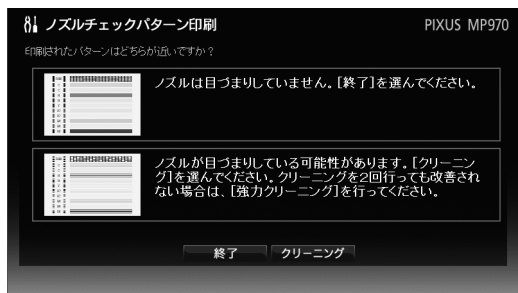 ノズルチェックパターン印刷
PIXUS MP970
印刷されたパターンはどちらが近いですか?
ノズルは目づまりしていません。[終了]を選んでください。
ノズルが目づまりしている可能性があります。[クリーニン
グ]を選んでください。クリーニングを2回行っても改善され
ない場合は、[強力クリーニング]を行ってください。
終了
クリーニング